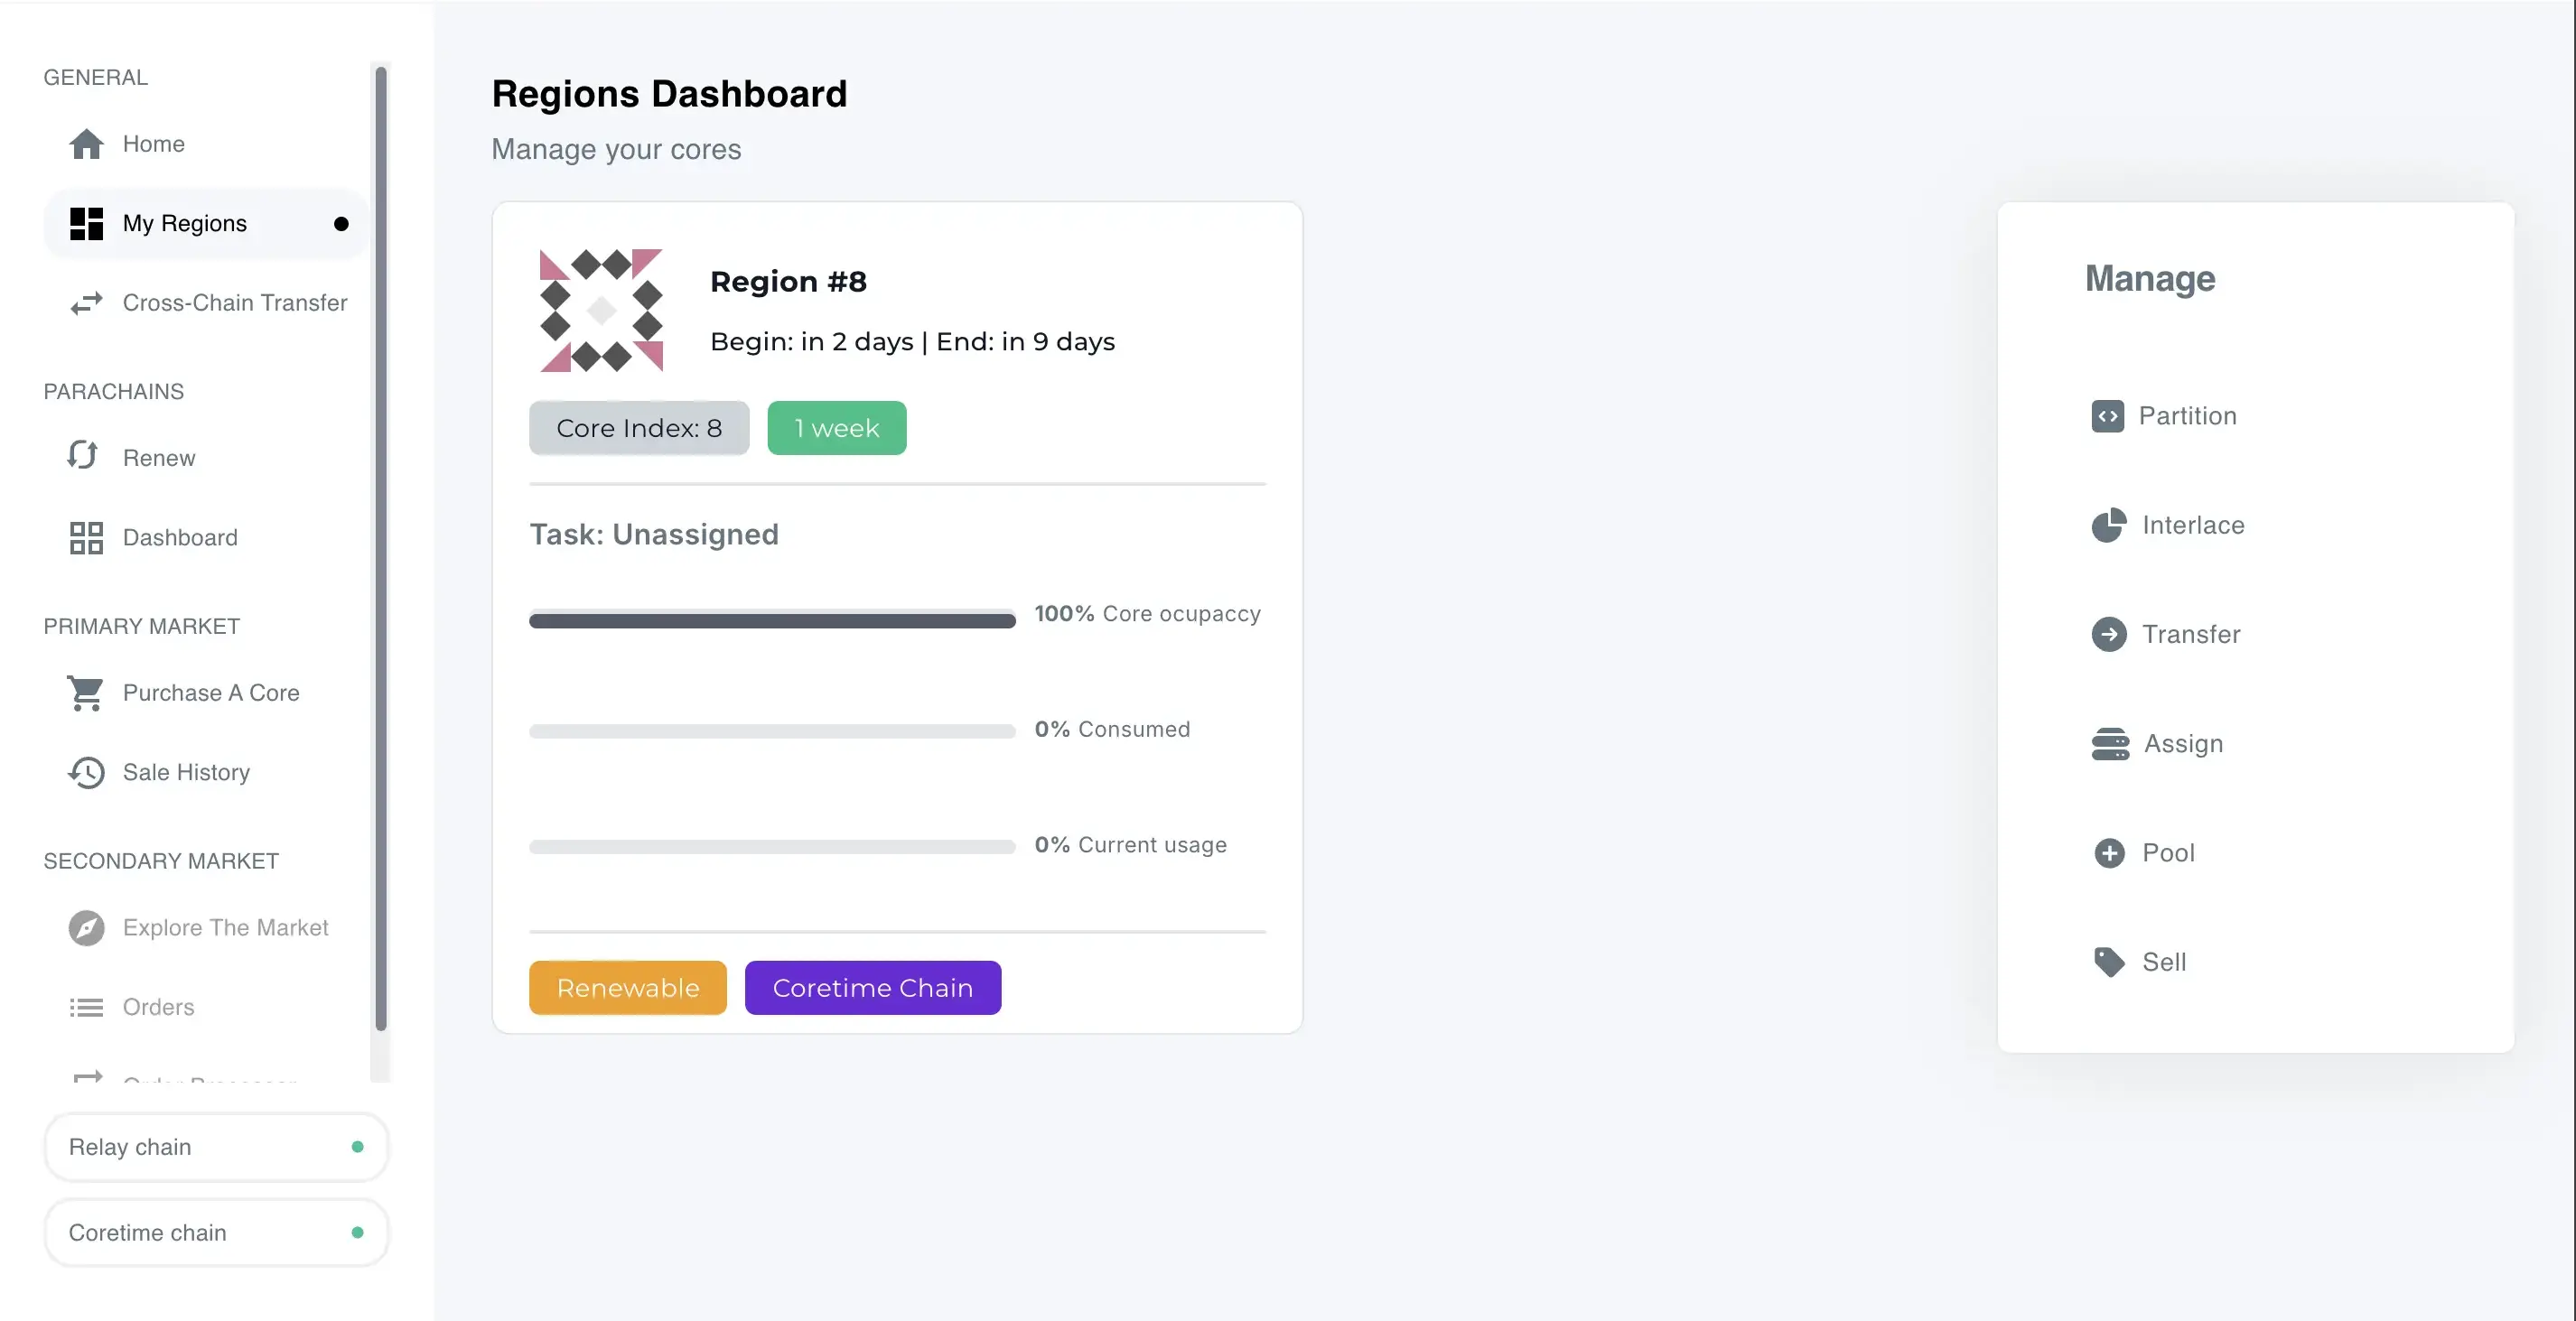 GENERAL
Home
My Regions
Cross-Chain Transfer
PARACHAINS
Renew
Dashboard
PRIMARY MARKET
Purchase A Core
Sale History
SECONDARY MARKET
Explore The Market
Orders
Relay chain
Coretime chain
Regions Dashboard
Manage your cores
Region #8
Begin: in 2 days | End: in 9 days
Core Index: 8
1 week
Task: Unassigned
100% Core ocupaccy
0% Consumed
0% Current usage
Renewable
Coretime Chain
Manage
Partition
Interlace
Transfer
Assign
Pool
Sell